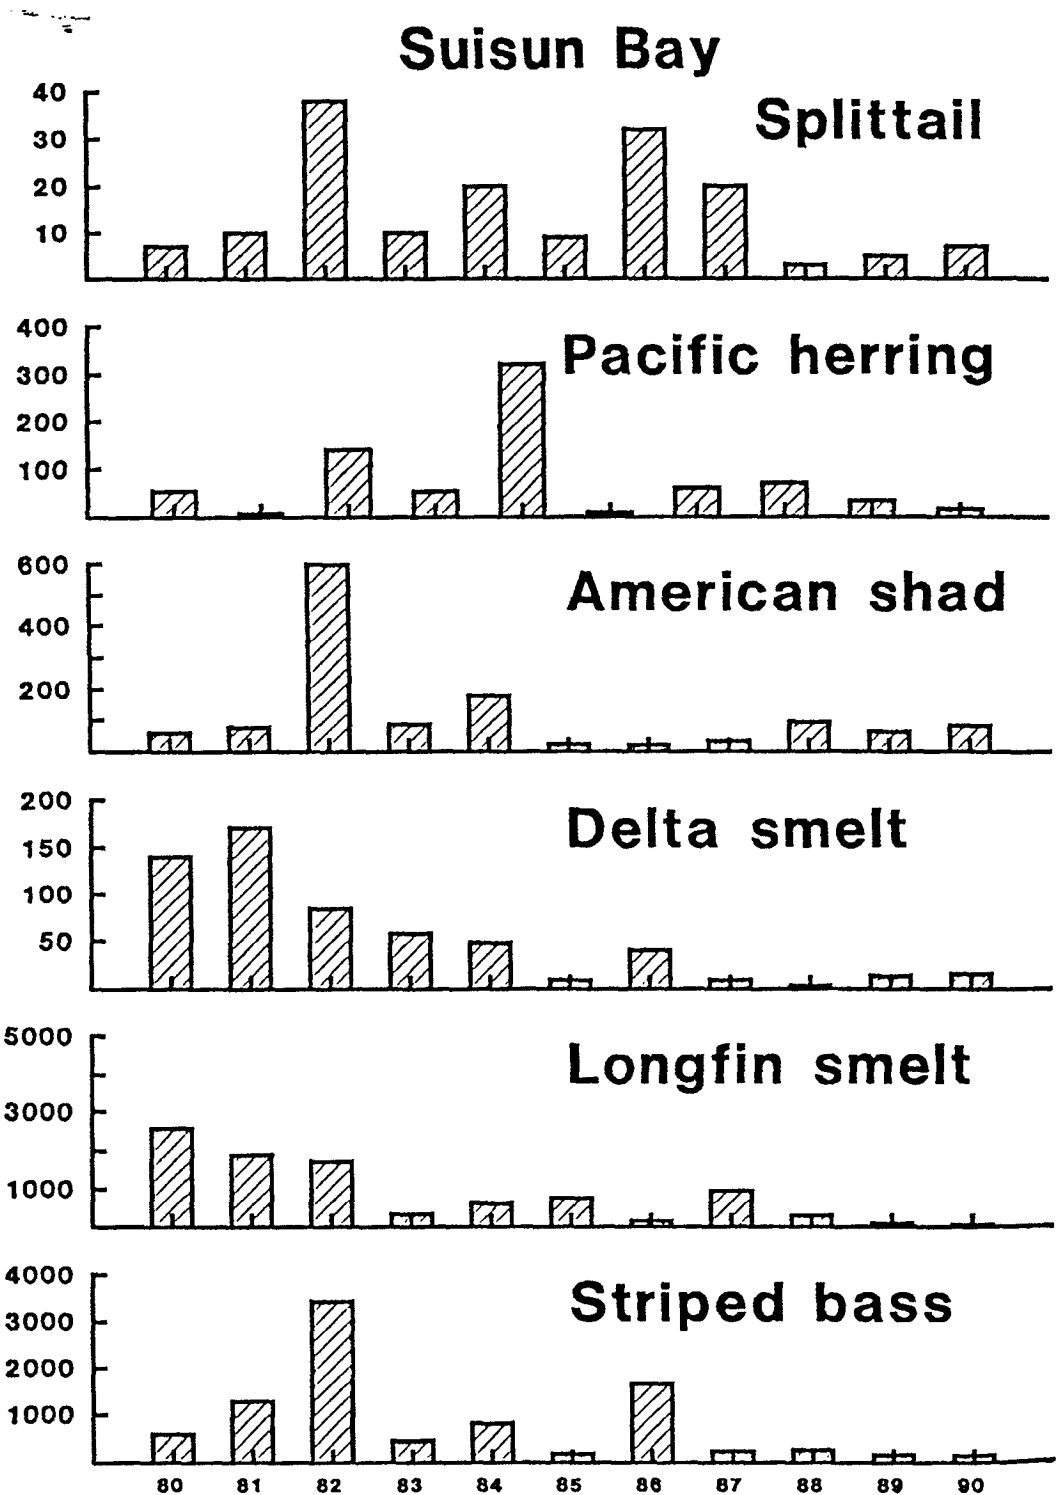 Suisun Bay
Splittail
40
30
20
10
Pacific herring
400
300
200
100
American shad
600
400
200
Delta smelt
200
150
100
50
Longfin smelt
5000
3000
1000
Striped bass
4000
3000
2000
1000
80 81 82 83 84 85 86 87 88 89 90